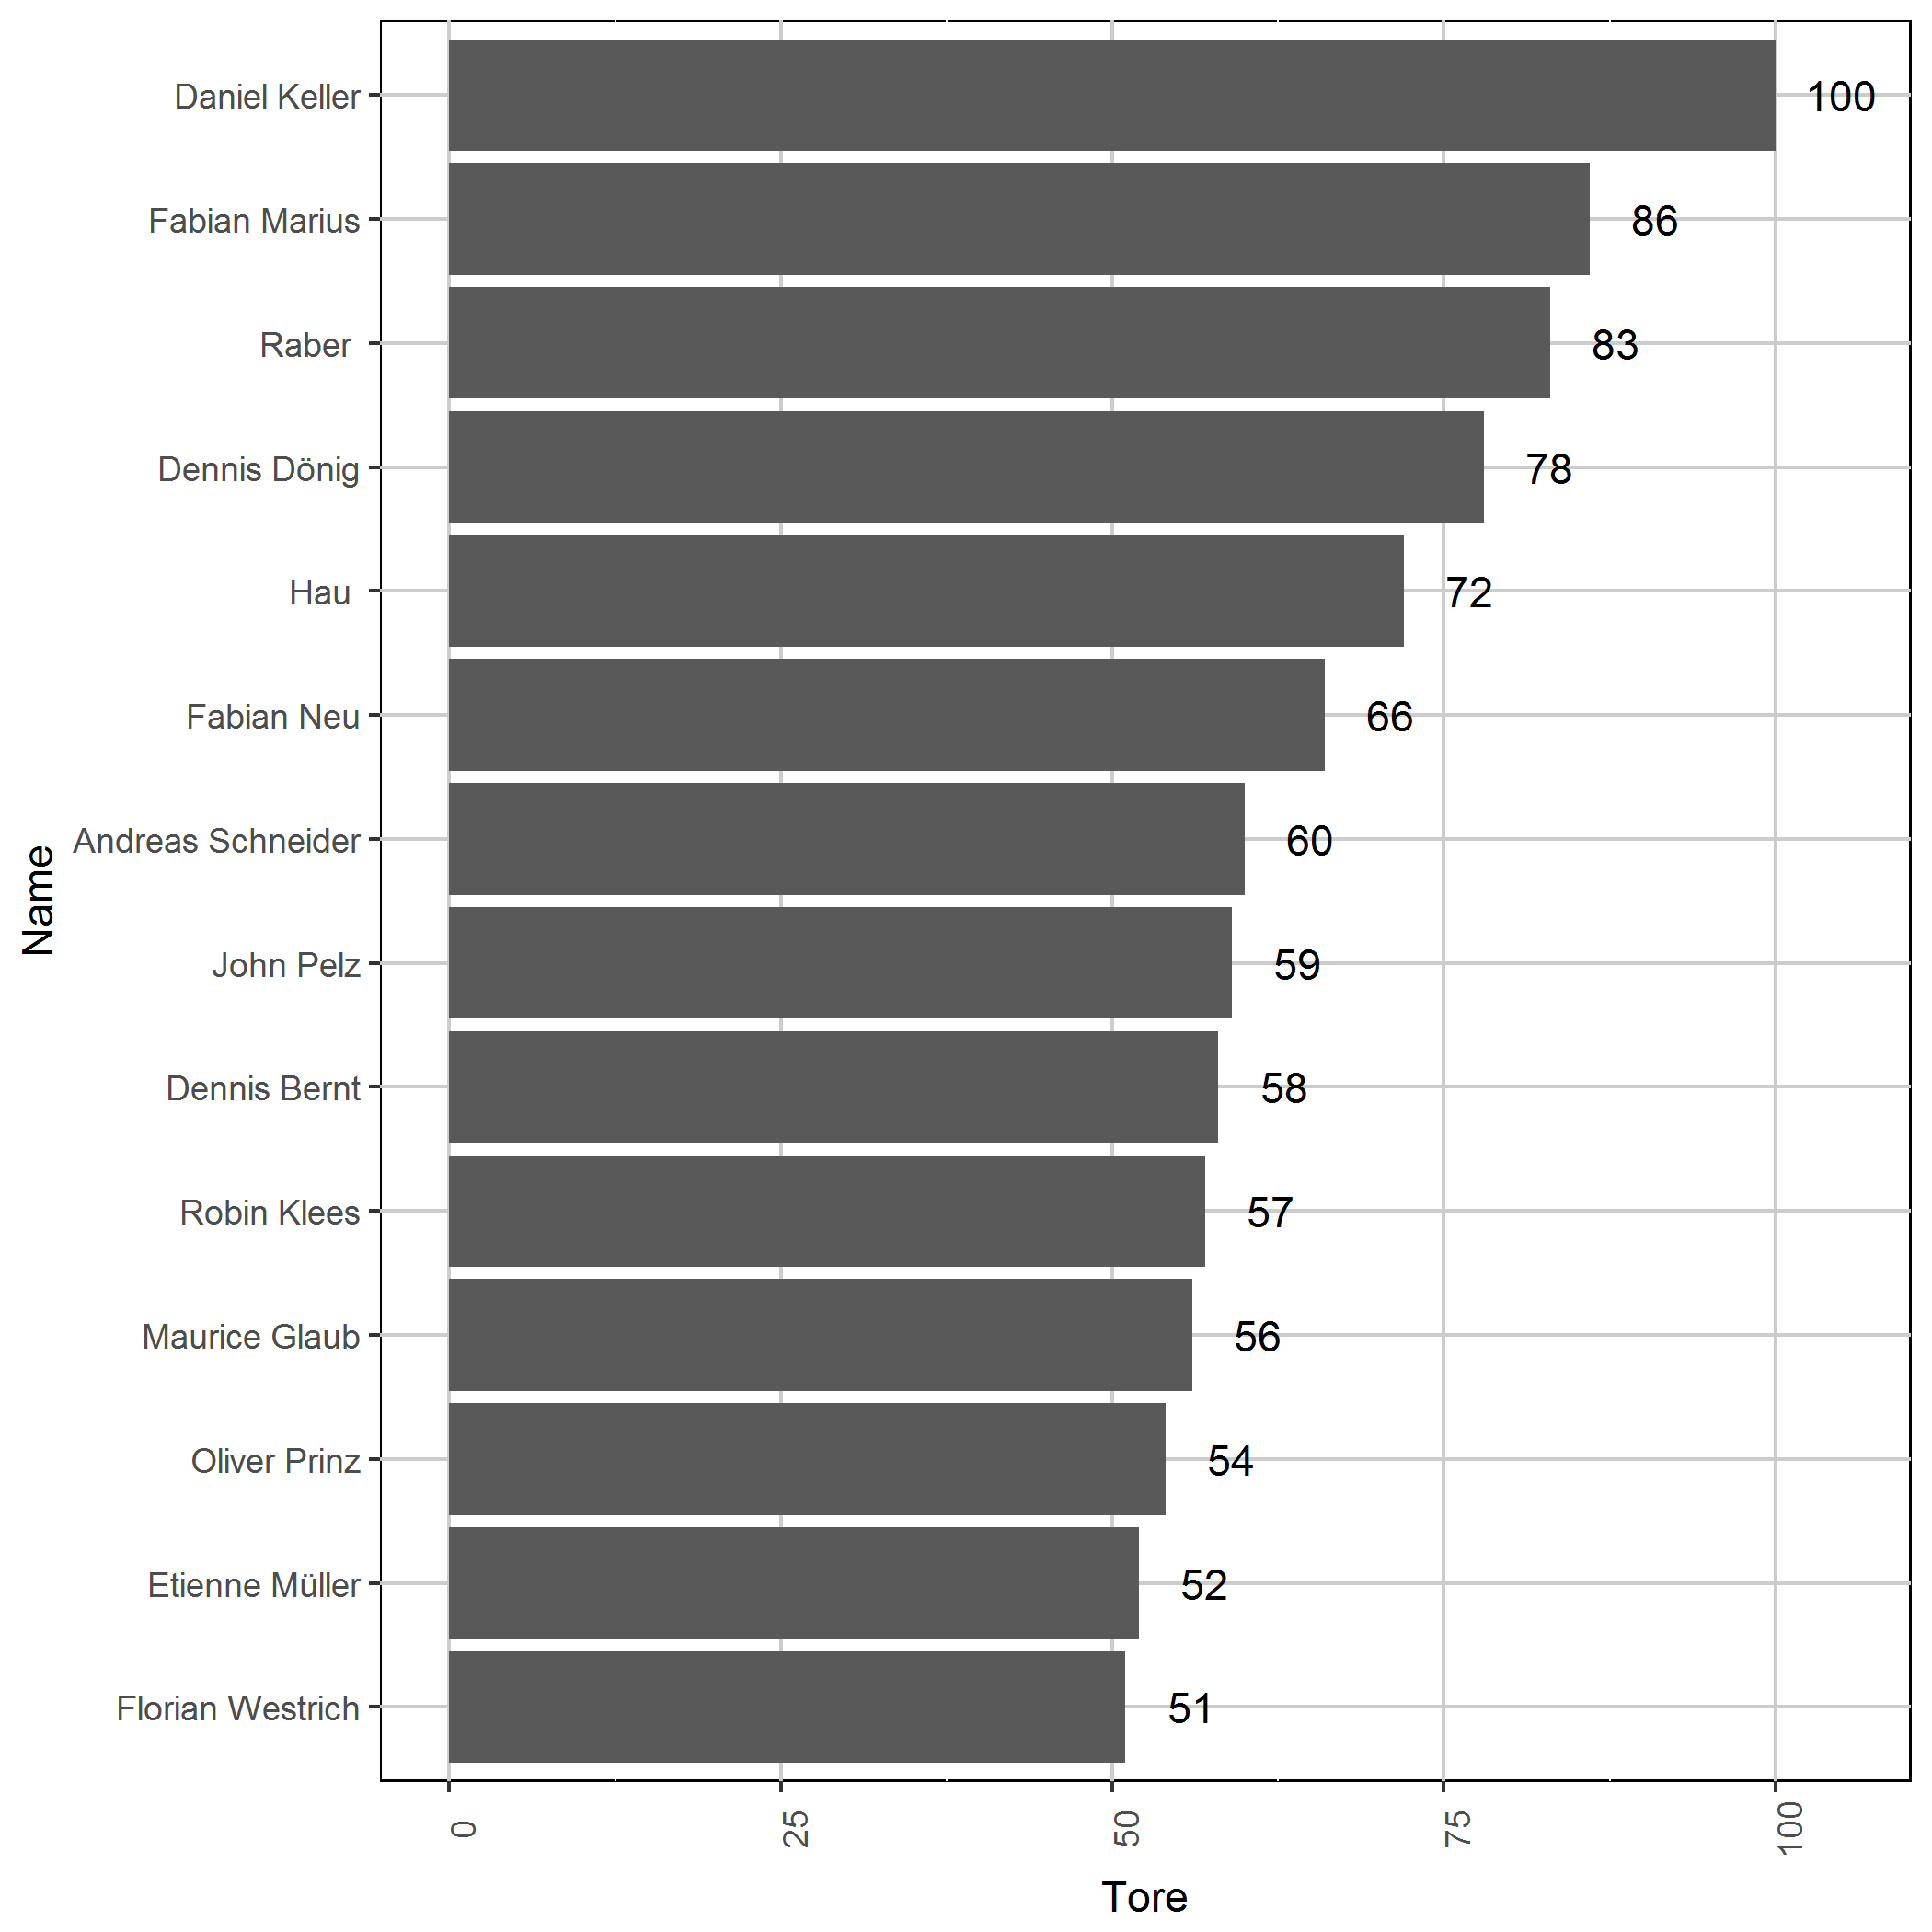 Daniel Keller 100
Fabian Marius 86
Raber 83
Dennis Dönig 78
Hau 72
Fabian Neu 66
Andreas Schneider 60
John Pelz 59
Dennis Bernt 58
Robin Klees 57
Maurice Glaub 56
Oliver Prinz 54
Etienne Müller 52
Florian Westrich 51
Name
0 25 50 75 100
Tore